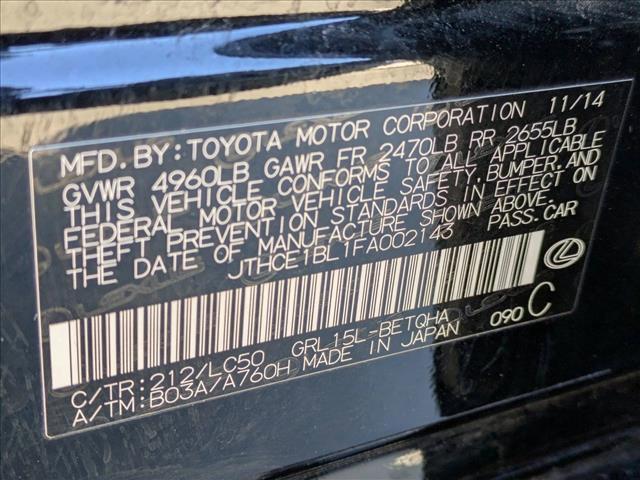 MFD. BY: TOYOTA MOTOR CORPORATION 11/14
GVWR 4960LB GAWR FR 2470LB RR 2655LB
THIS VEHICLE CONFORMS TO ALL APPLICABLE
FEDERAL MOTOR VEHICLE SAFETY, BUMPER, AND
THEFT PREVENTION STANDARDS IN EFFECT ON
THE DATE OF MANUFACTURE SHOWN ABOVE.
JTHCE1BL1FA002143 PASS. CAR
C/TR: 212/LC50 GRL15L-BETQHA 090 C
A/TM: B03A/A760H MADE IN JAPAN